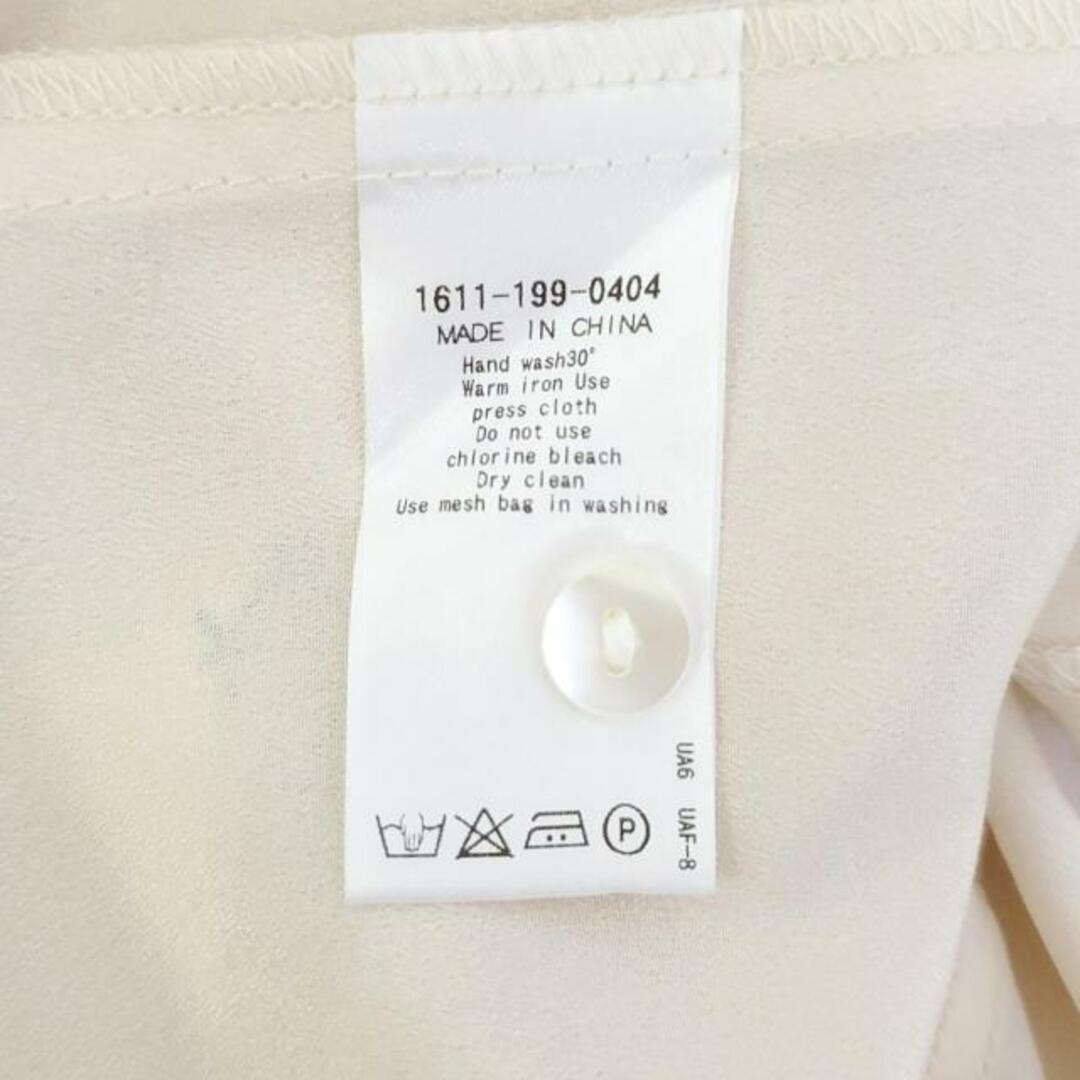 1611-199-0404
MADE IN CHINA
Hand wash30°
Warm iron Use
press cloth
Do not use
chlorine bleach
Dry clean
Use mesh bag in washing
UA6 UAF-8
P